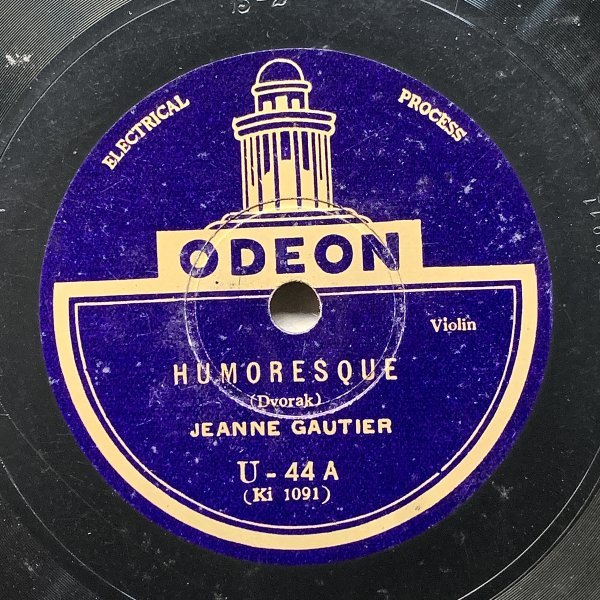 ELECTRICAL PROCESS
ODEON
Violin
HUMORESQUE
(Dvorak)
JEANNE GAUTIER
U - 44 A
(Ki 1091)